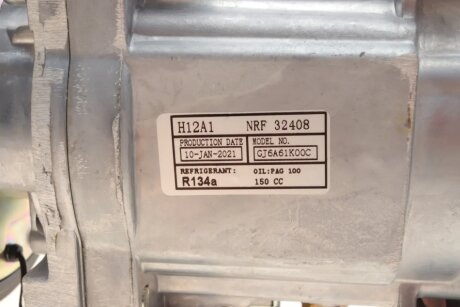 H12A1 NRF 32408
PRODUCTION DATE MODEL NO.
10-JAN-2021 GJ6A61K00C
REFRIGERANT: OIL:PAG 100
R134a 150 CC